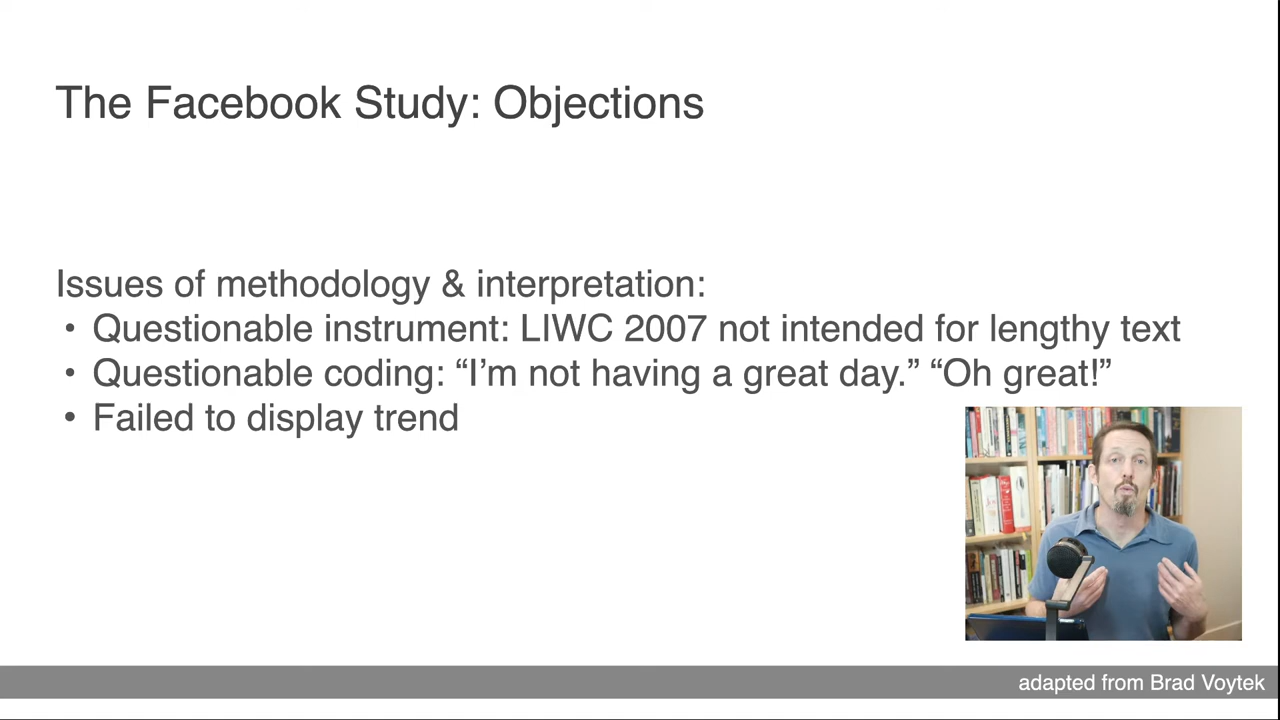 The Facebook Study: Objections
Issues of methodology & interpretation:
• Questionable instrument: LIWC 2007 not intended for lengthy text
• Questionable coding: “I’m not having a great day.” “Oh great!”
• Failed to display trend
adapted from Brad Voytek